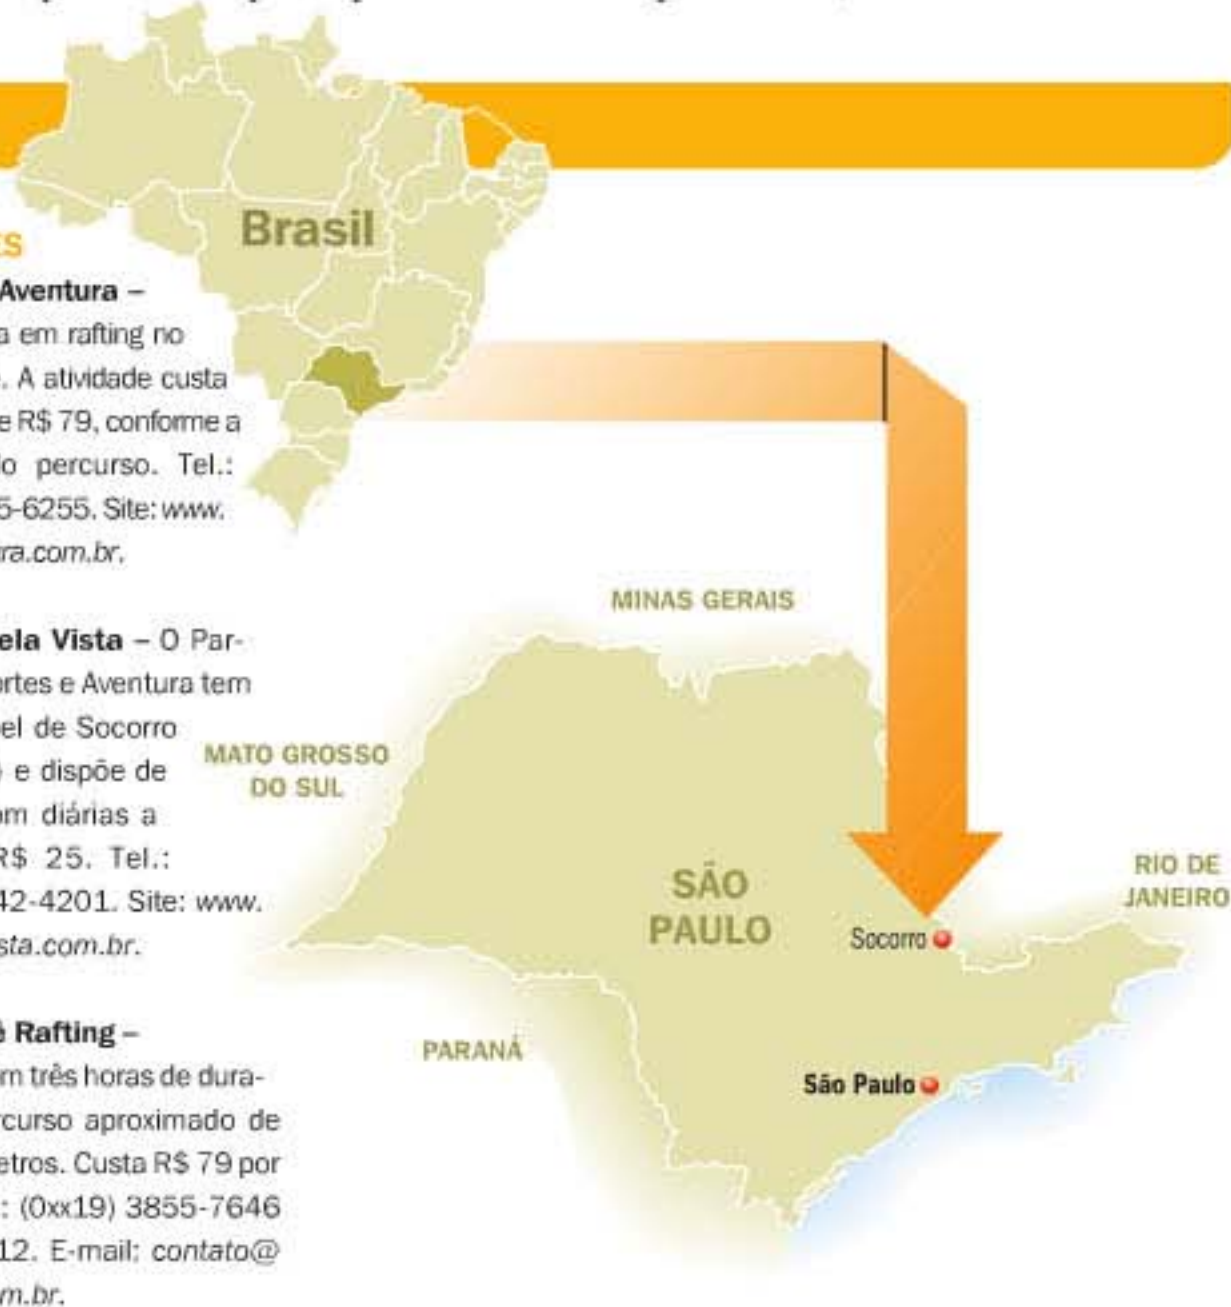 Brasil
Aventura –
em rafting no
A atividade custa
e R$ 79, conforme a
percurso. Tel.:
5-6255. Site: www.
ra.com.br.
ela Vista – O Par-
ortes e Aventura tem
el de Socorro
e dispõe de
om diárias a
R$ 25. Tel.:
42-4201. Site: www.
sta.com.br.
Rafting –
m três horas de dura-
rcurso aproximado de
etros. Custa R$ 79 por
: (0xx19) 3855-7646
12. E-mail: contato@
m.br.
MINAS GERAIS
MATO GROSSO
DO SUL
SÃO
PAULO
RIO DE
JANEIRO
Socorro
PARANÁ
São Paulo